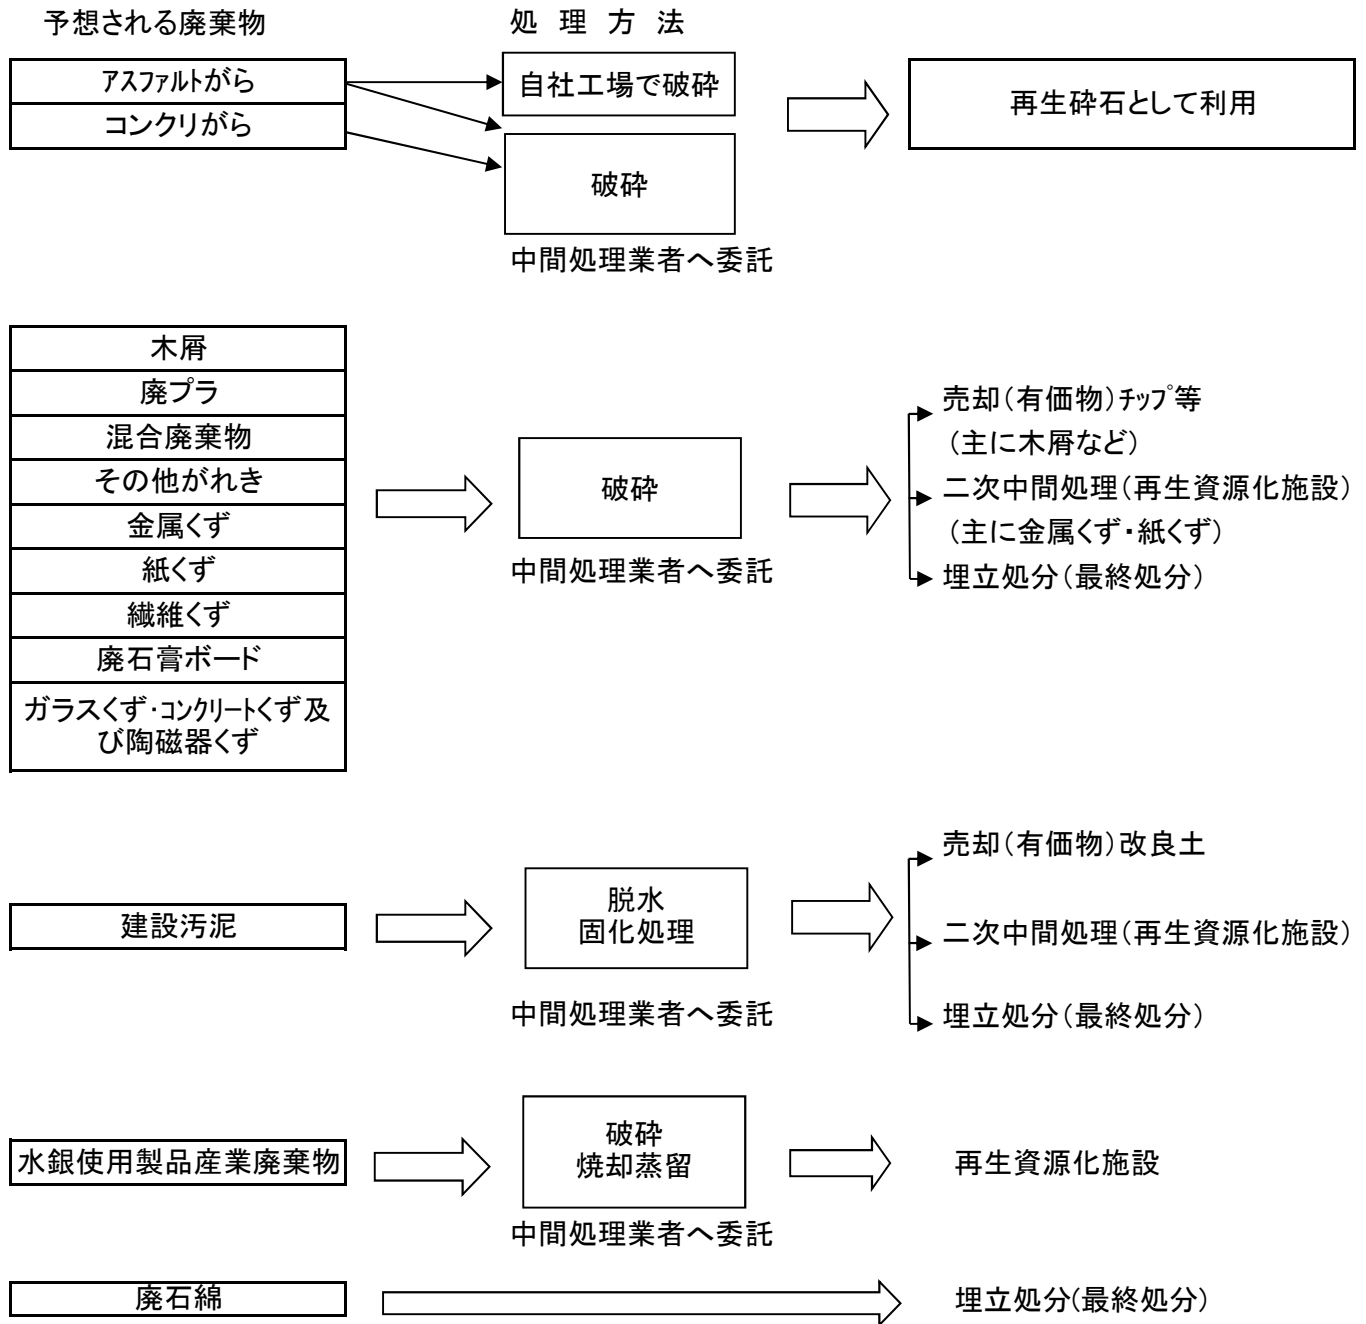 予想される廃棄物
処 理 方 法
アスファルトがら
コンクリがら
自社工場で破砕
破砕
中間処理業者へ委託
再生砕石として利用
木屑
廃プラ
混合廃棄物
その他がれき
金属くず
紙くず
繊維くず
廃石膏ボード
ガラスくず・コンクリートくず及
び陶磁器くず
破砕
中間処理業者へ委託
売却(有価物)チップ等
(主に木屑など)
二次中間処理(再生資源化施設)
(主に金属くず・紙くず)
埋立処分(最終処分)
建設汚泥
脱水
固化処理
中間処理業者へ委託
売却(有価物)改良土
二次中間処理(再生資源化施設)
埋立処分(最終処分)
水銀使用製品産業廃棄物
破砕
焼却蒸留
中間処理業者へ委託
再生資源化施設
廃石綿
埋立処分(最終処分)